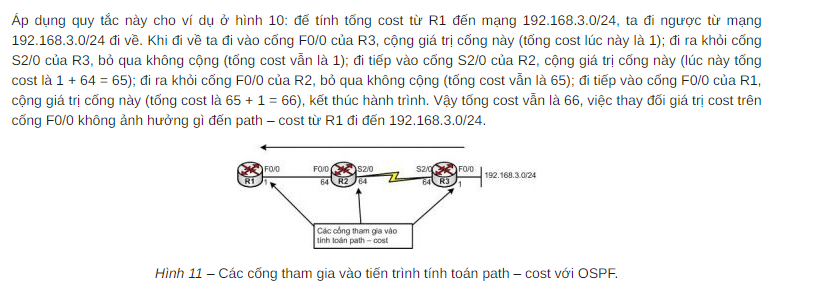 Áp dụng quy tắc này cho ví dụ ở hình 10: để tính tổng cost từ R1 đến mạng 192.168.3.0/24, ta đi ngược từ mạng
192.168.3.0/24 đi về. Khi đi về ta đi vào cổng F0/0 của R3, cộng giá trị cổng này (tổng cost lúc này là 1); đi ra khỏi cổng
S2/0 của R3, bỏ qua không cộng (tổng cost vẫn là 1); đi tiếp vào cổng S2/0 của R2, cộng giá trị cổng này (lúc này tổng
cost là 1 + 64 = 65); đi ra khỏi cổng F0/0 của R2, bỏ qua không cộng (tổng cost vẫn là 65); đi tiếp vào cổng F0/0 của R1,
cộng giá trị cổng này (tổng cost là 65 + 1 = 66), kết thúc hành trình. Vậy tổng cost vẫn là 66, việc thay đổi giá trị cost trên
cổng F0/0 không ảnh hưởng gì đến path – cost từ R1 đi đến 192.168.3.0/24.
F0/0 F0/0 S2/0 S2/0 F0/0
192.168.3.0/24
R1 1 64 R2 64 64 R3 1
Các cổng tham gia vào
tính toán path – cost
Hình 11 – Các cổng tham gia vào tiến trình tính toán path – cost với OSPF.